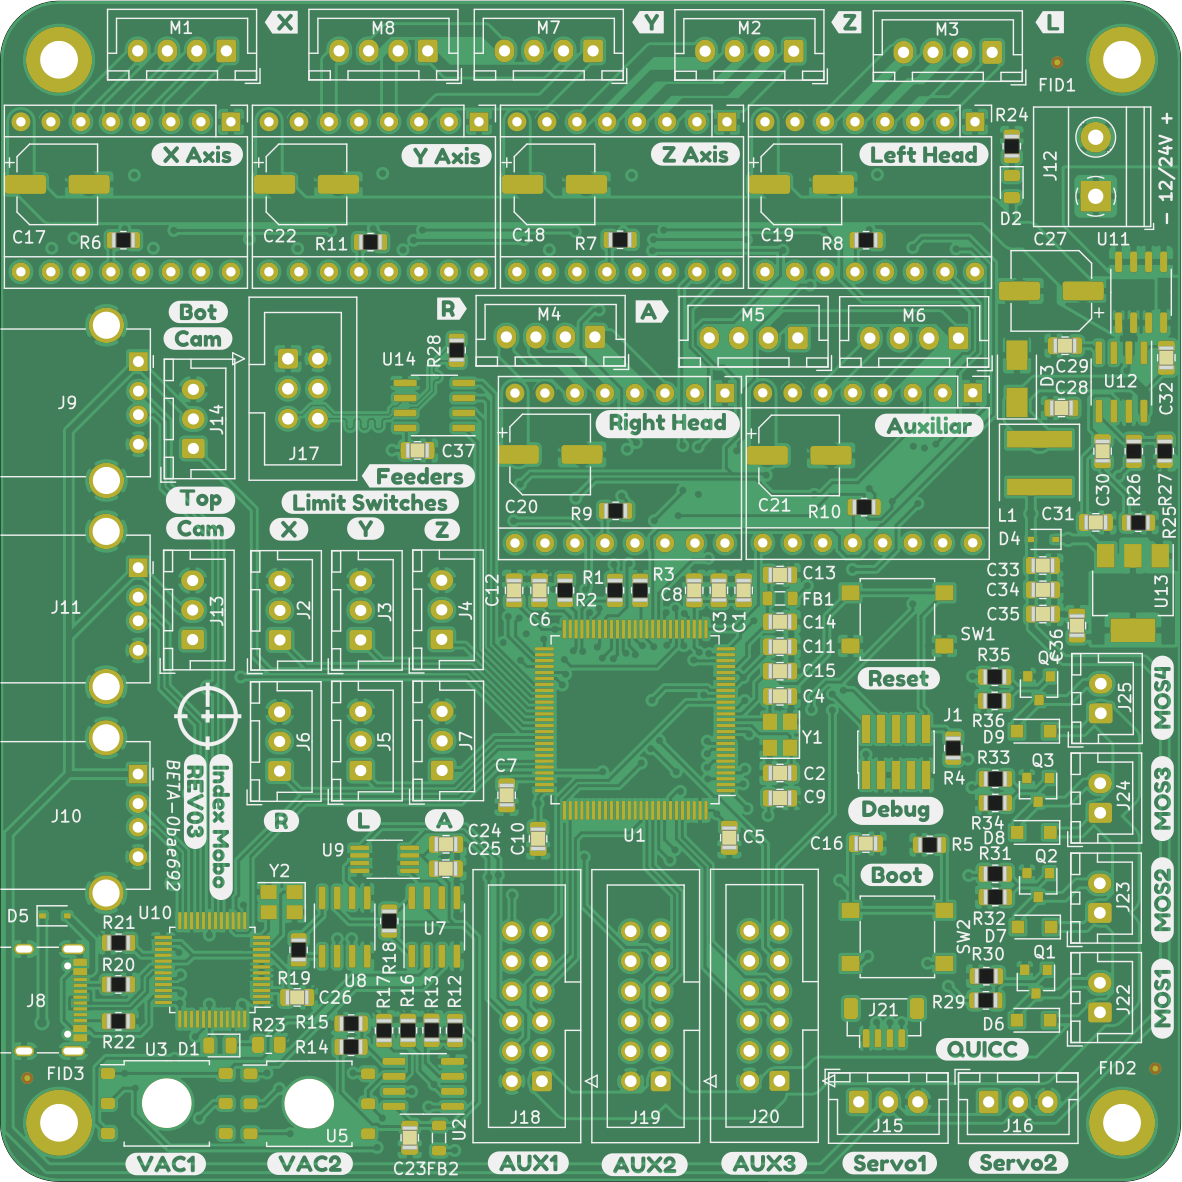 M1
X
M8
M7
Y
M2
Z
M3
L
FID1
R24
J12
- 12/24V +
X Axis
Y Axis
Z Axis
Left Head
D2
C17
R6
C22
R11
C18
R7
C19
R8
C27
U11
Bot
Cam
R
M4
A
M5
M6
U14
R28
C29
D3
C28
U12
C32
J9
J14
J17
C37
Right Head
Auxiliar
Feeders
Limit Switches
Top
Cam
X
Y
Z
C20
R9
C21
R10
L1
C31
C30
R26
R27
R25
D4
J11
J13
J2
J3
J4
C12
C6
R1
R2
R3
C8
C3
C1
C13
FB1
C14
C11
C15
C4
Y1
C2
C9
C33
C34
C35
C36
U13
SW1
Reset
R35
Q4
R36
D9
J25
MOS4
J6
J5
J7
J1
R4
Debug
R33
Q3
R34
D8
J24
MOS3
J10
BETA-0bae692
REV03
Index Mobo
R
L
A
C7
C10
U1
C5
C24
C25
U9
C16
R5
Boot
R31
Q2
R32
D7
J23
MOS2
Y2
D5
R21
U10
R20
R19
C26
U8
R18
U7
R17
R16
R13
R12
SW2
R30
Q1
R29
D6
J22
MOS1
J8
R22
U3
D1
R23
R15
R14
J21
QUICC
FID3
FID2
U5
U2
C23
FB2
J18
J19
J20
J15
J16
VAC1
VAC2
AUX1
AUX2
AUX3
Servo1
Servo2